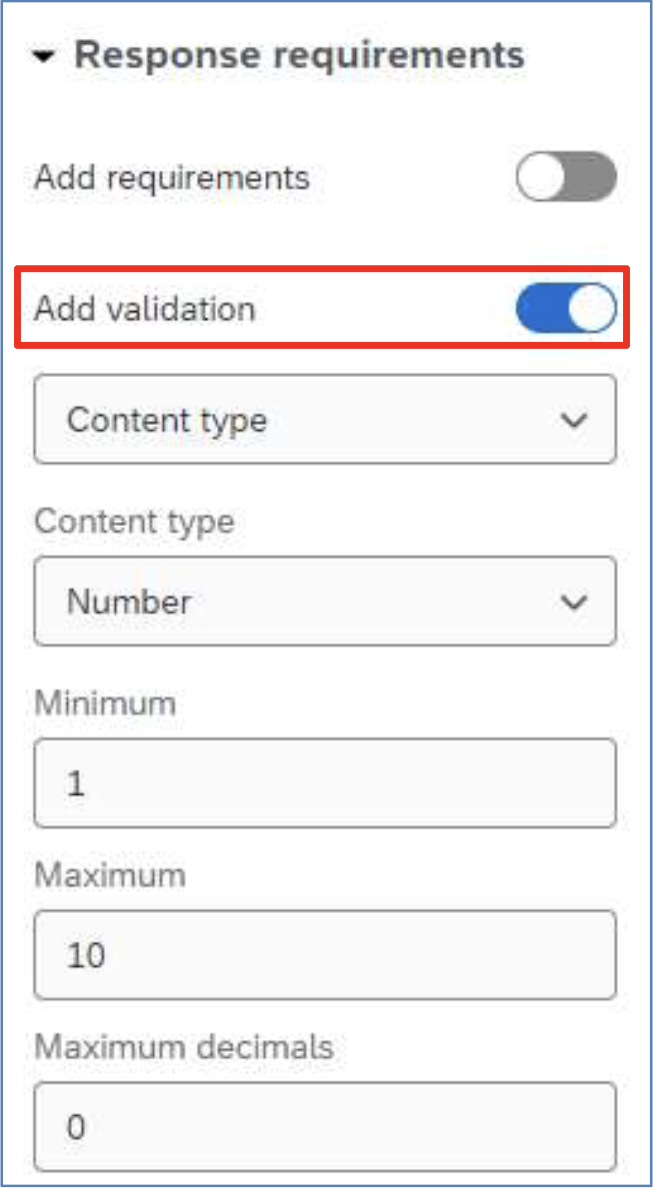 Response requirements
Add requirements
Add validation
Content type
Content type
Number
Minimum
1
Maximum
10
Maximum decimals
0